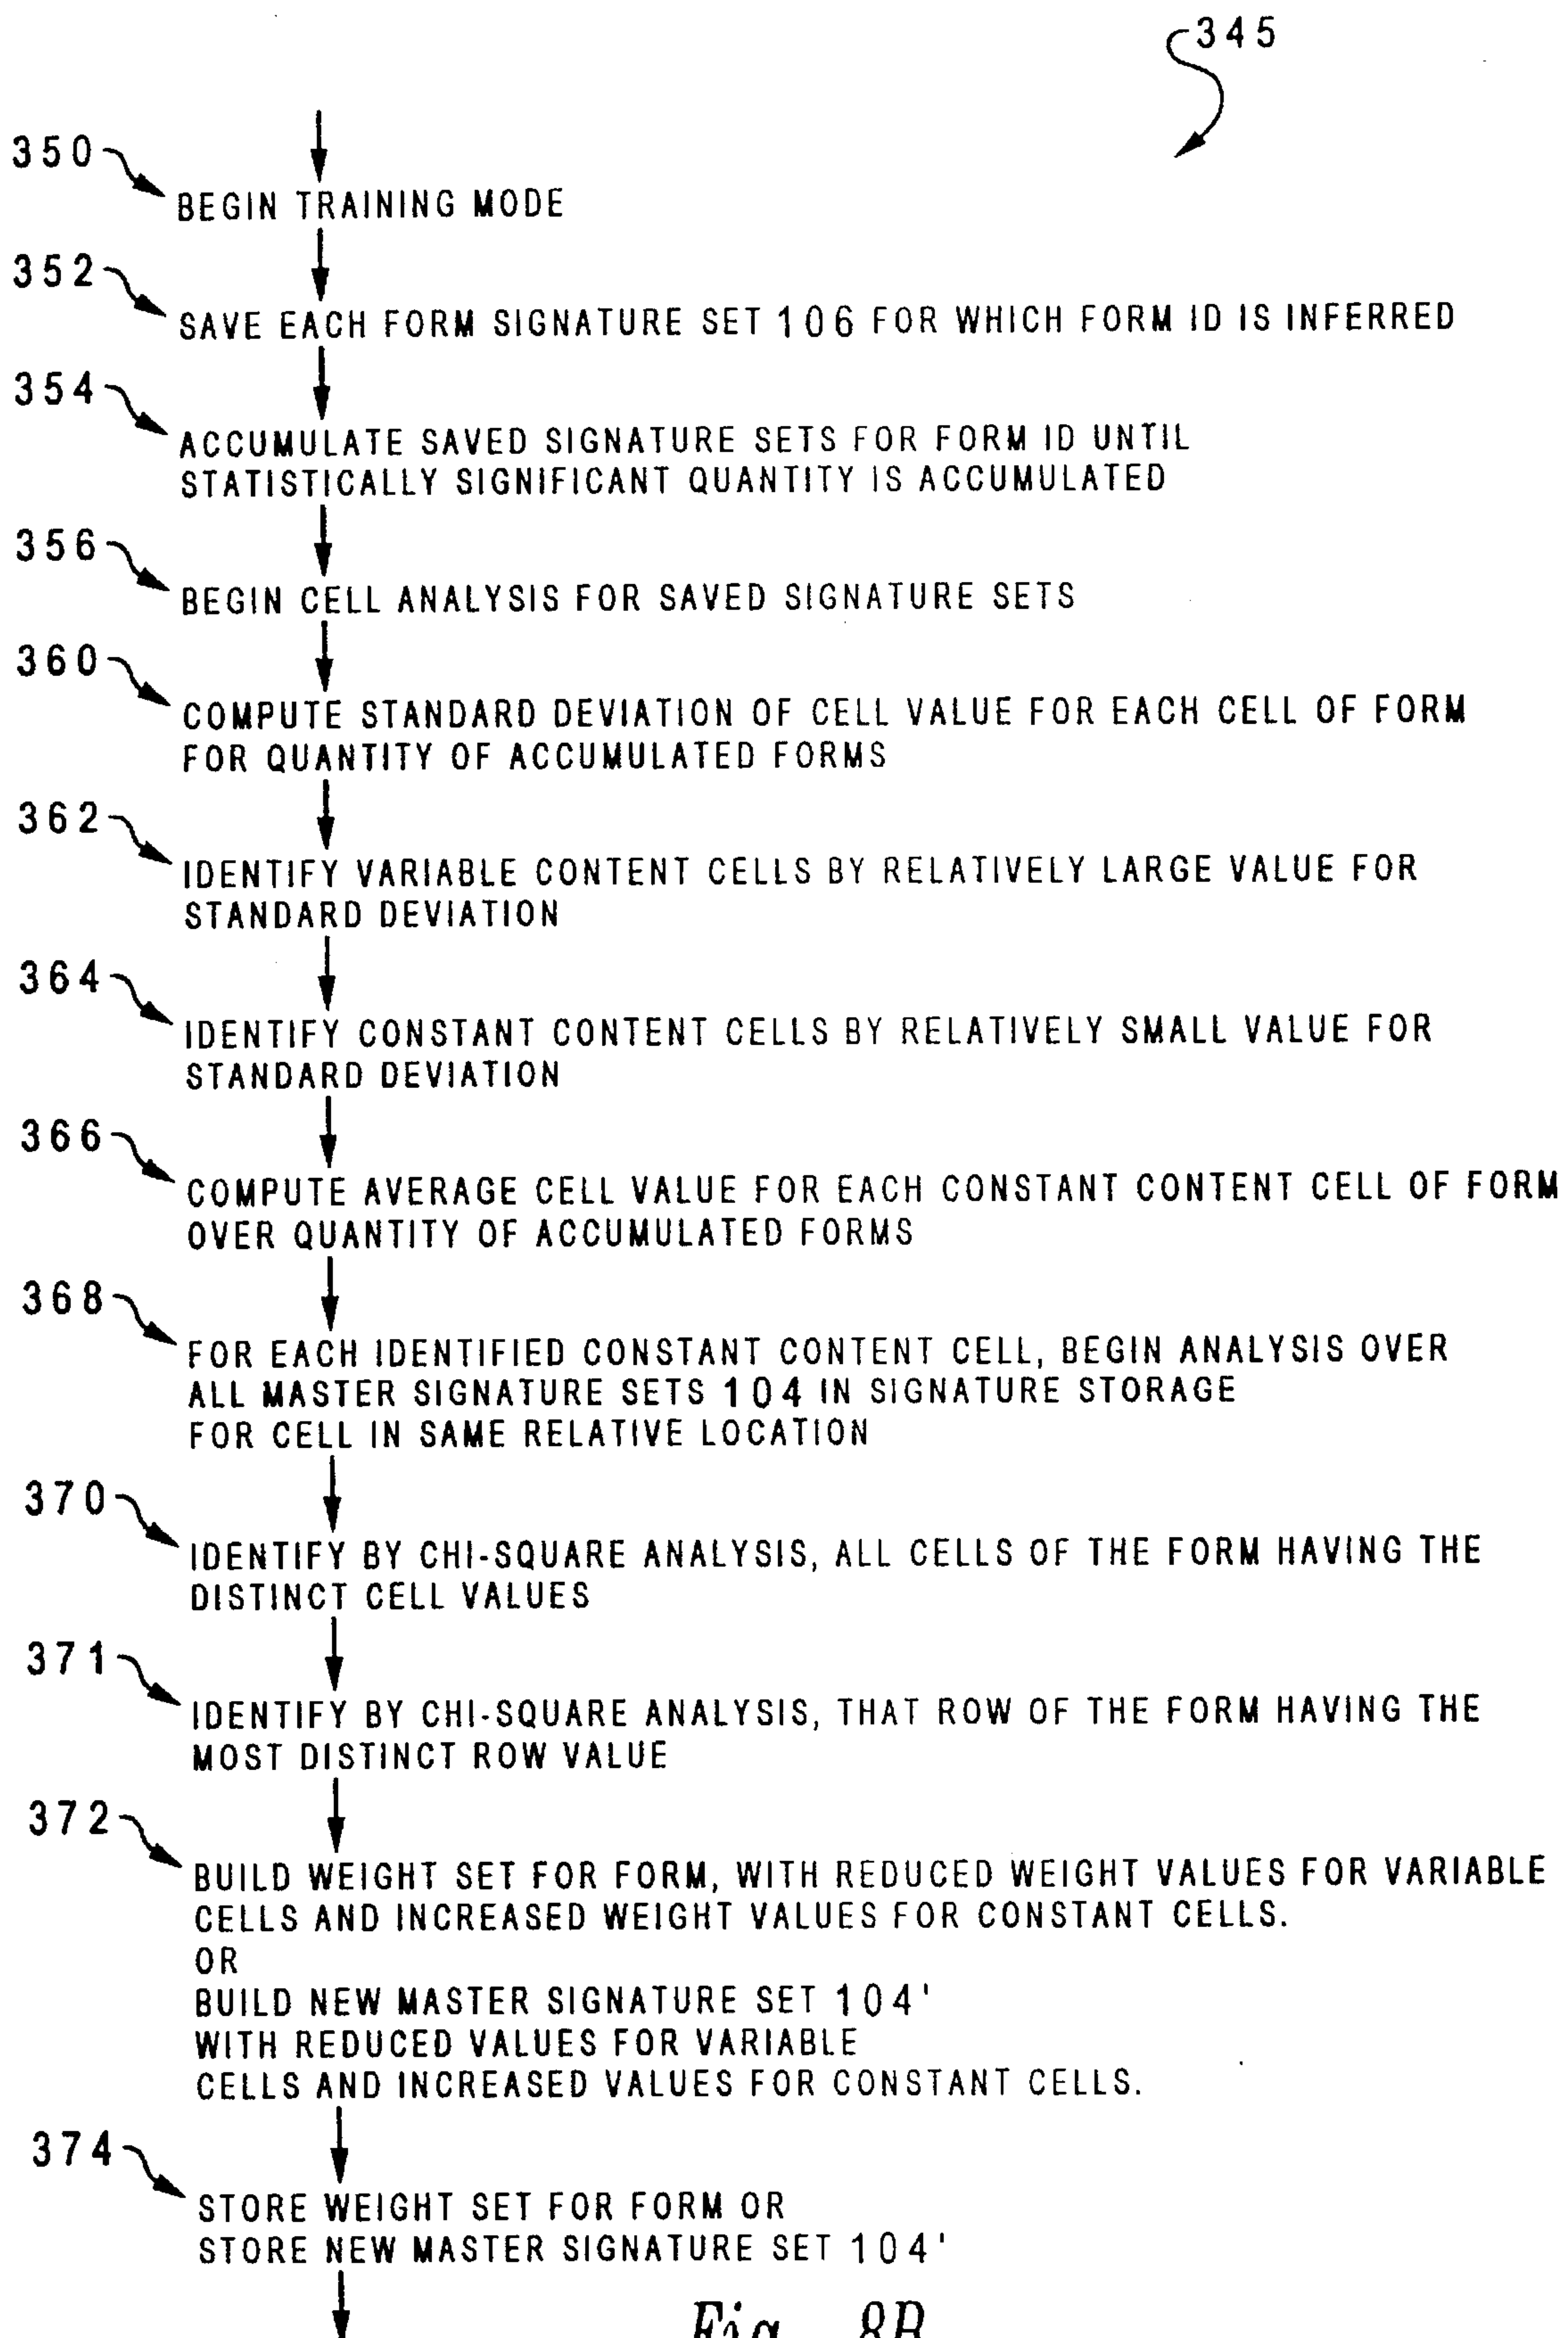 345
350
BEGIN TRAINING MODE
352
SAVE EACH FORM SIGNATURE SET 106 FOR WHICH FORM ID IS INFERRED
354
ACCUMULATE SAVED SIGNATURE SETS FOR FORM ID UNTIL
STATISTICALLY SIGNIFICANT QUANTITY IS ACCUMULATED
356
BEGIN CELL ANALYSIS FOR SAVED SIGNATURE SETS
360
COMPUTE STANDARD DEVIATION OF CELL VALUE FOR EACH CELL OF FORM
FOR QUANTITY OF ACCUMULATED FORMS
362
IDENTIFY VARIABLE CONTENT CELLS BY RELATIVELY LARGE VALUE FOR
STANDARD DEVIATION
364
IDENTIFY CONSTANT CONTENT CELLS BY RELATIVELY SMALL VALUE FOR
STANDARD DEVIATION
366
COMPUTE AVERAGE CELL VALUE FOR EACH CONSTANT CONTENT CELL OF FORM
OVER QUANTITY OF ACCUMULATED FORMS
368
FOR EACH IDENTIFIED CONSTANT CONTENT CELL, BEGIN ANALYSIS OVER
ALL MASTER SIGNATURE SETS 104 IN SIGNATURE STORAGE
FOR CELL IN SAME RELATIVE LOCATION
370
IDENTIFY BY CHI-SQUARE ANALYSIS, ALL CELLS OF THE FORM HAVING THE
DISTINCT CELL VALUES
371
IDENTIFY BY CHI-SQUARE ANALYSIS, THAT ROW OF THE FORM HAVING THE
MOST DISTINCT ROW VALUE
372
BUILD WEIGHT SET FOR FORM, WITH REDUCED WEIGHT VALUES FOR VARIABLE
CELLS AND INCREASED WEIGHT VALUES FOR CONSTANT CELLS.
OR
BUILD NEW MASTER SIGNATURE SET 104'
WITH REDUCED VALUES FOR VARIABLE
CELLS AND INCREASED VALUES FOR CONSTANT CELLS.
374
STORE WEIGHT SET FOR FORM OR
STORE NEW MASTER SIGNATURE SET 104'
Fig. 8B